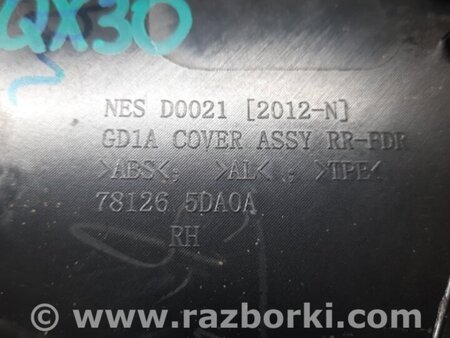 QX30
NES D0021 [2012-N]
GD1A COVER ASSY RR-FDR
>ABS<; >AL< ; >TPE<
78126 5DA0A
RH
© - www.razborki.com